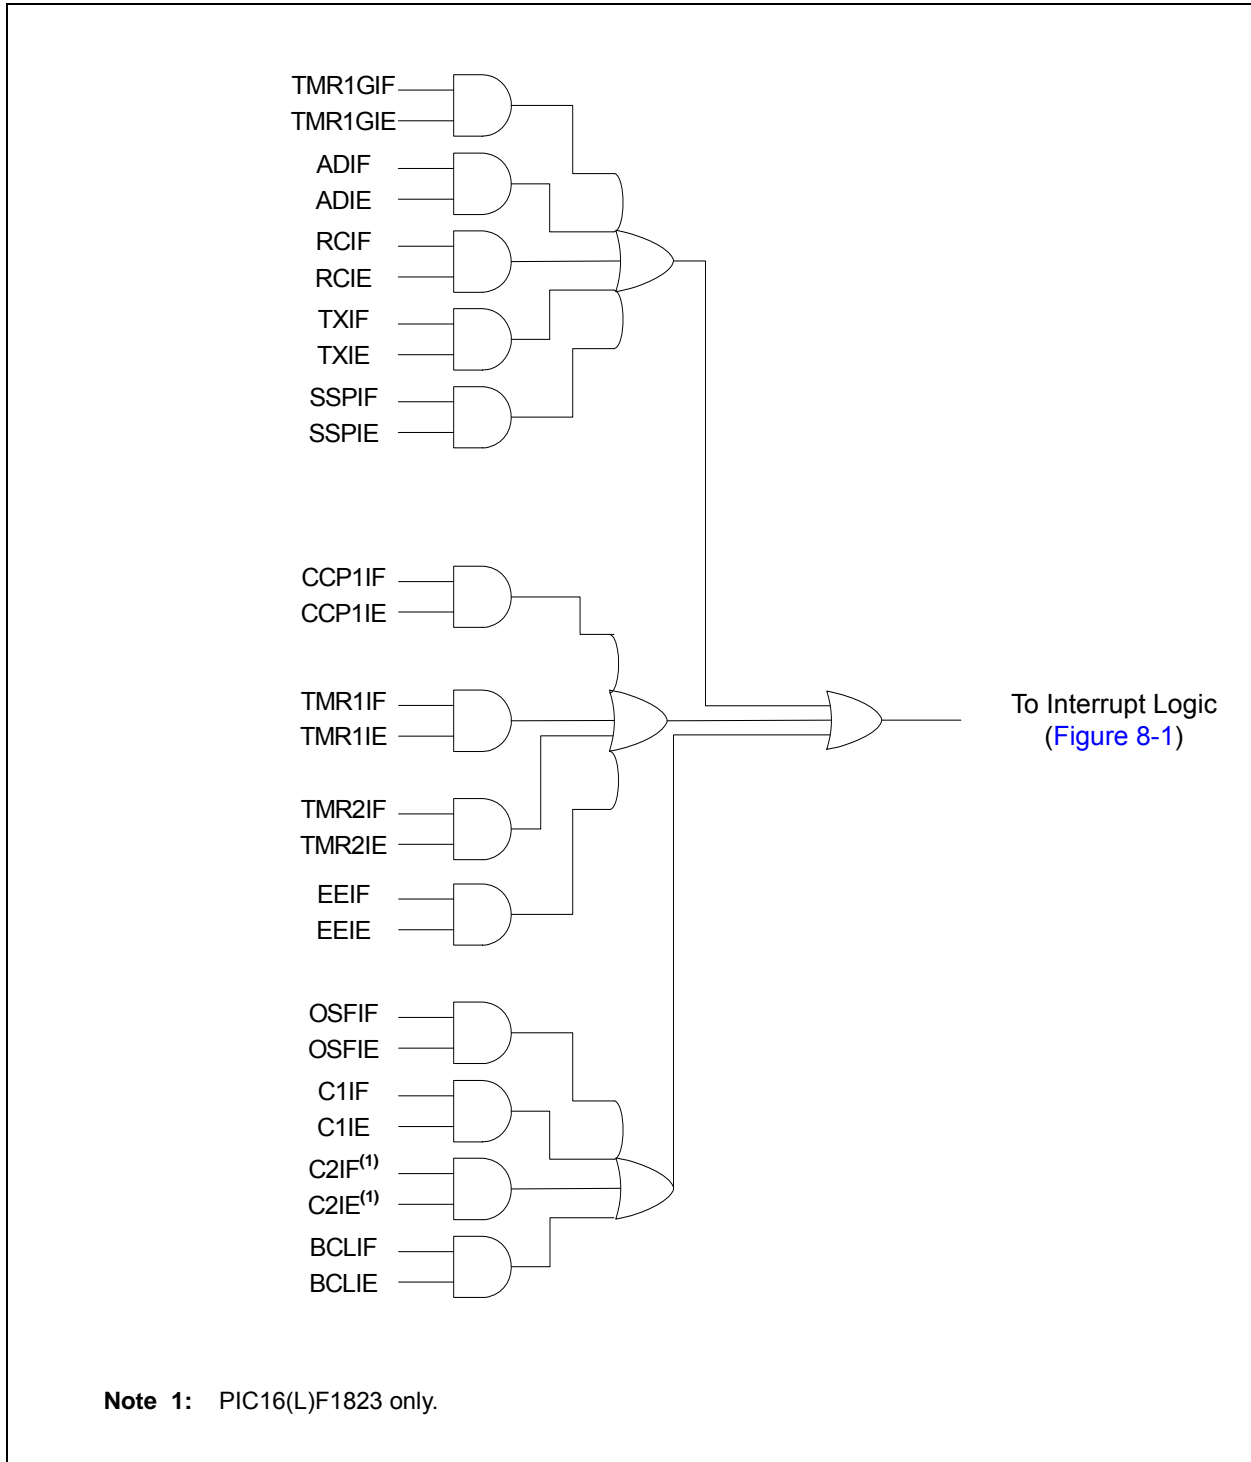 TMR1GIF
TMR1GIE
ADIF
ADIE
RCIF
RCIE
TXIF
TXIE
SSPIF
SSPIE
CCP1IF
CCP1IE
TMR1IF
TMR1IE
To Interrupt Logic
(Figure 8-1)
TMR2IF
TMR2IE
EEIF
EEIE
OSFIF
OSFIE
C1IF
C1IE
C2IF(1)
C2IE(1)
BCLIF
BCLIE
Note 1: PIC16(L)F1823 only.